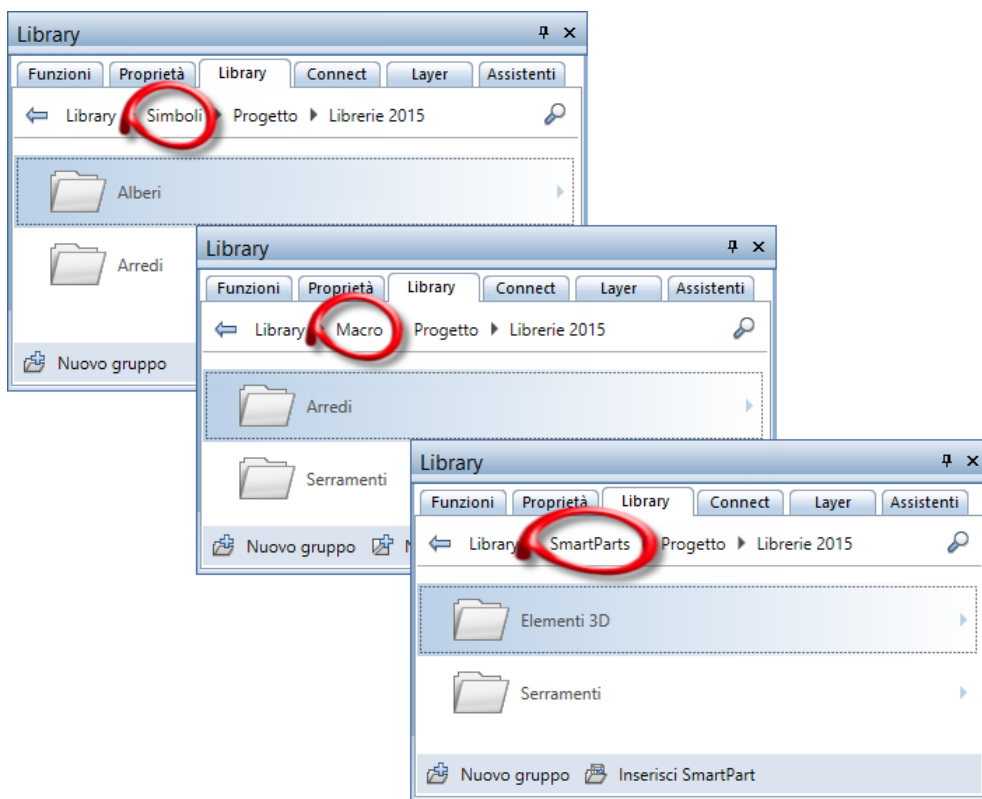 Library
Funzioni Proprietà Library Connect Layer Assistenti
Library Simboli Progetto Librerie 2015
Alberi
Arredi
Nuovo gruppo
Library
Funzioni Proprietà Library Connect Layer Assistenti
Library Macro Progetto Librerie 2015
Arredi
Serramenti
Nuovo gruppo
Library
Funzioni Proprietà Library Connect Layer Assistenti
Library SmartParts Progetto Librerie 2015
Elementi 3D
Serramenti
Nuovo gruppo Inserisci SmartPart